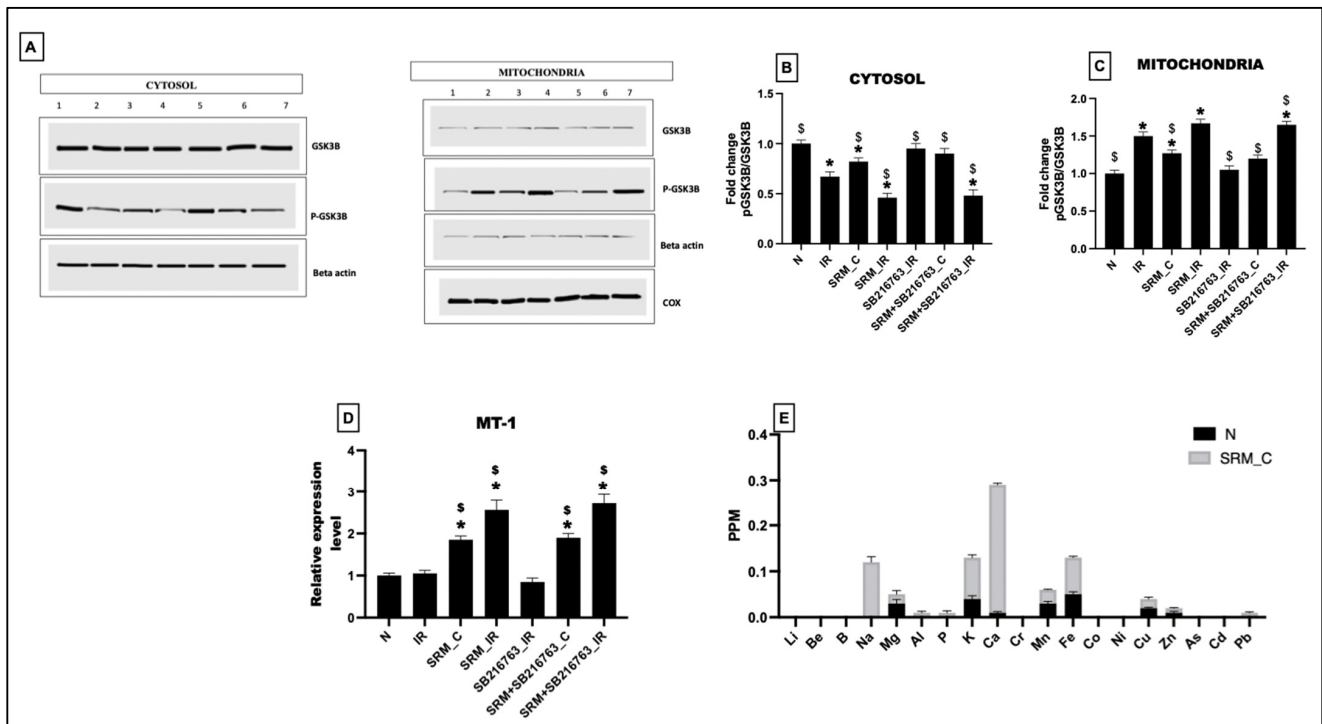 A
CYTOSOL
1 2 3 4 5 6 7
GSK3B
P-GSK3B
Beta actin
MITOCHONDRIA
1 2 3 4 5 6 7
GSK3B
P-GSK3B
Beta actin
COX
B
CYTOSOL
Fold change
pGSK3B/GSK3B
1.5
1.0
0.5
0.0
$ * $ * $ * $ $ $ *
N
IR
SRM_C
SRM_IR
SB216763_IR
SRM+SB216763_C
SRM+SB216763_IR
C
MITOCHONDRIA
Fold change
pGSK3B/GSK3B
2.0
1.5
1.0
0.5
0.0
$ * $ * * $ $ $ *
N
IR
SRM_C
SRM_IR
SB216763_IR
SRM+SB216763_C
SRM+SB216763_IR
D
MT-1
Relative expression
level
4
3
2
1
0
$ * $ * $ * $ *
N
IR
SRM_C
SRM_IR
SB216763_IR
SRM+SB216763_C
SRM+SB216763_IR
E
PPM
0.4
0.3
0.2
0.1
0.0
N
SRM_C
Li
Be
B
Na
Mg
Al
P
K
Ca
Cr
Mn
Fe
Co
Ni
Cu
Zn
As
Cd
Pb